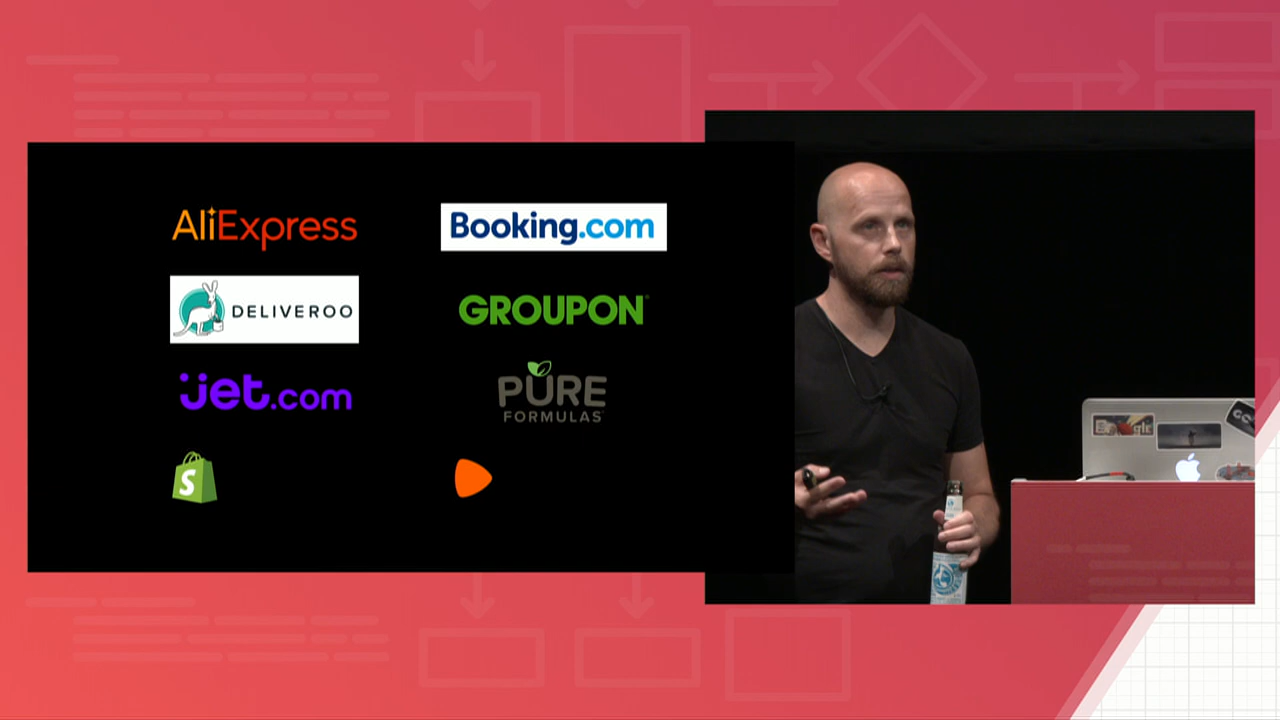 AliExpress
Booking.com
DELIVEROO
GROUPON
jet.com
PURE
FORMULAS
S